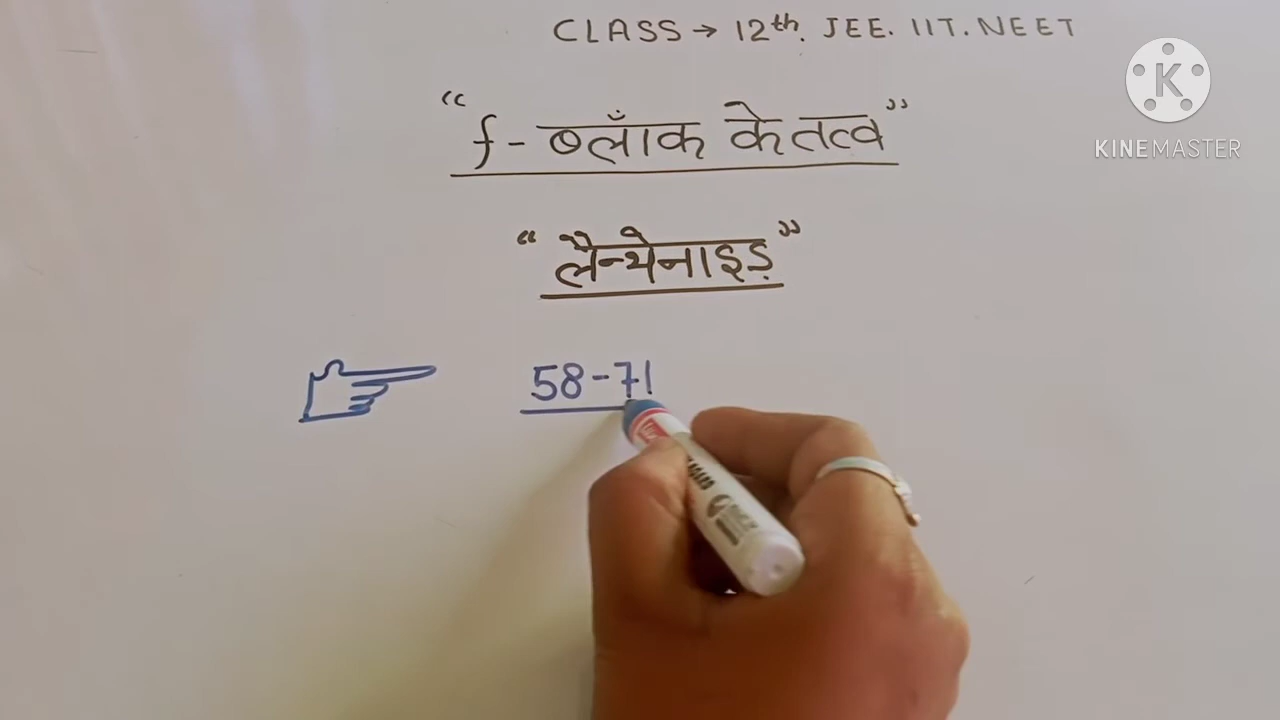 CLASS → 12th. JEE. IIT. NEET
K
KINEMASTER
“f - ब्लाँक के तत्व”
“लैन्थेनाइड़”
58-71